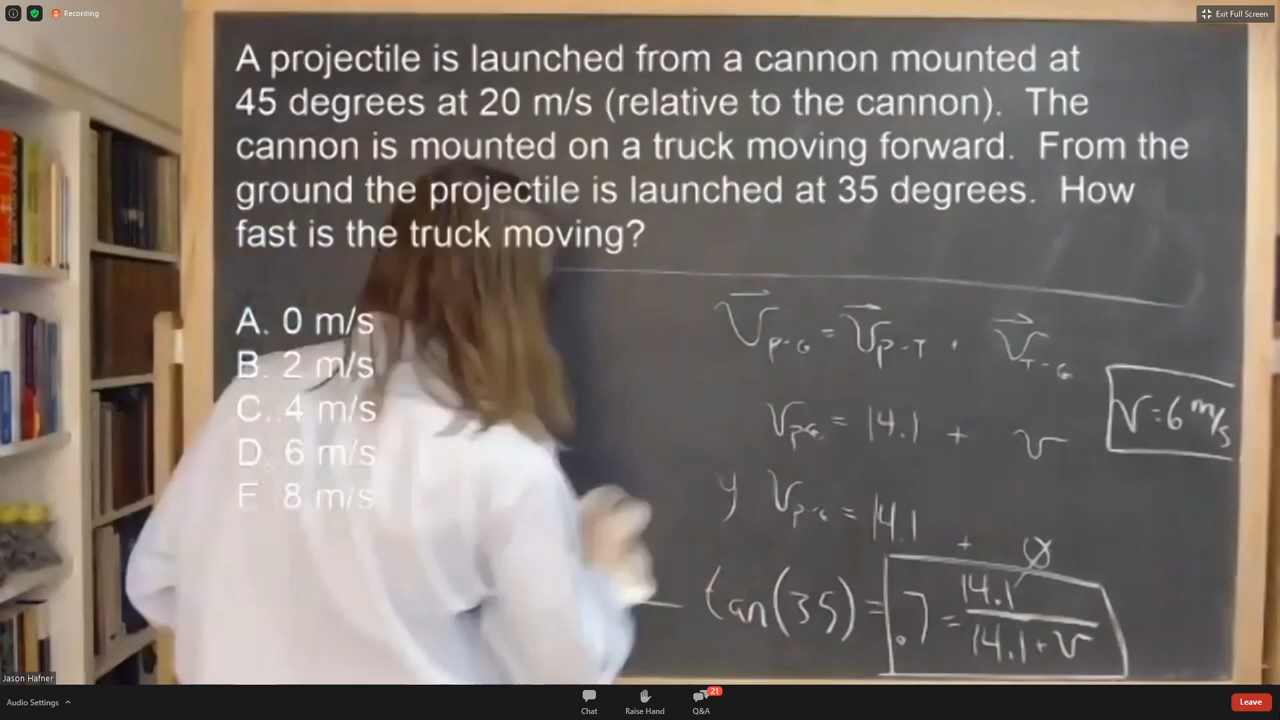 Recording
Exit Full Screen
A projectile is launched from a cannon mounted at
45 degrees at 20 m/s (relative to the cannon). The
cannon is mounted on a truck moving forward. From the
ground the projectile is launched at 35 degrees. How
fast is the truck moving?
A. 0 m/s
B. 2 m/s
C. 4 m/s
D. 6 m/s
E 8 m/s
V⃗P-G = V⃗P-T + V⃗T-G
V=6 m/s
VPG = 14.1 + v
y VP-G = 14.1 + 0
tan(35) = .7 = 14.1 / 14.1+v
Jason Hafner
Audio Settings
Chat
Raise Hand
21
Q&A
Leave